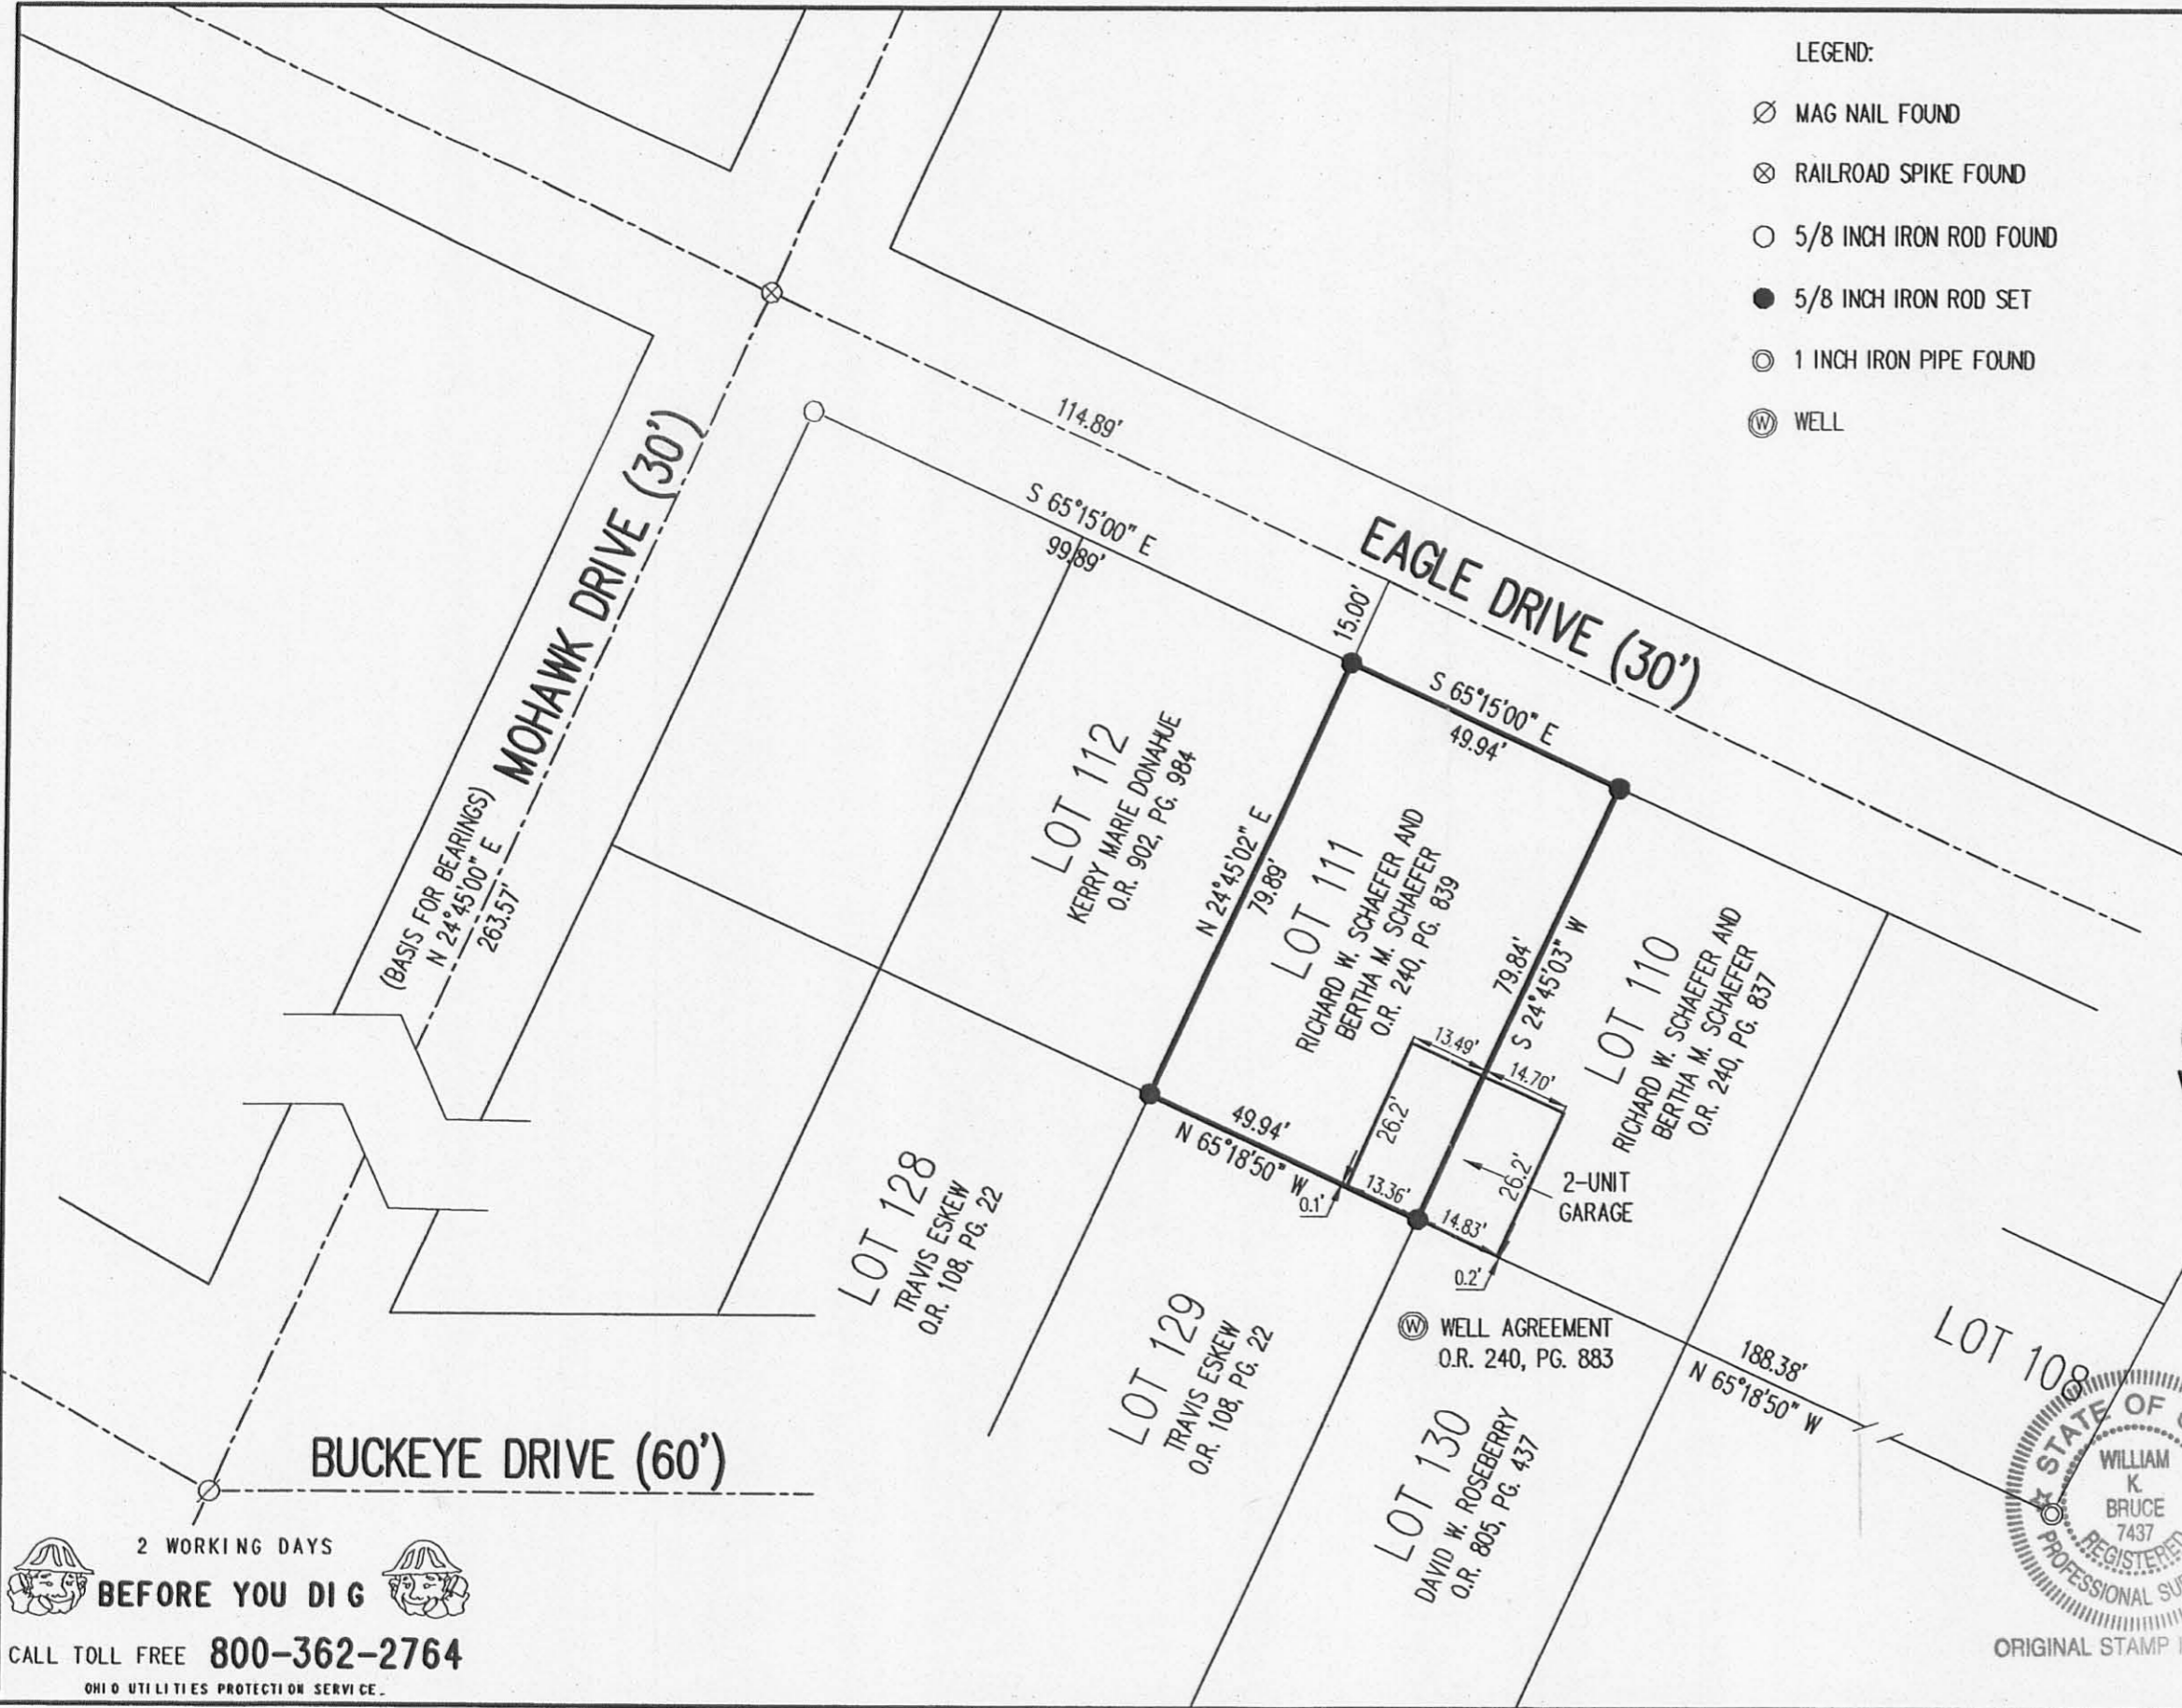 LEGEND:
MAG NAIL FOUND
RAILROAD SPIKE FOUND
5/8 INCH IRON ROD FOUND
5/8 INCH IRON ROD SET
1 INCH IRON PIPE FOUND
W WELL
114.89'
S 65°15'00" E
99.89'
EAGLE DRIVE (30')
15.00'
S 65°15'00" E
49.94'
MOHAWK DRIVE (30')
(BASIS FOR BEARINGS)
N 24°45'00" E
263.57'
LOT 112
KERRY MARIE DONAHUE
O.R. 902, PG. 984
N 24°45'02" E
79.89'
LOT 111
RICHARD W. SCHAEFER AND
BERTHA M. SCHAEFER
O.R. 240, PG. 839
79.84'
S 24°45'03" W
LOT 110
RICHARD W. SCHAEFER AND
BERTHA M. SCHAEFER
O.R. 240, PG. 837
13.49'
14.70'
26.2'
26.2'
2-UNIT
GARAGE
49.94'
N 65°18'50" W
0.1'
13.36'
14.83'
0.2'
W WELL AGREEMENT
O.R. 240, PG. 883
LOT 128
TRAVIS ESKEW
O.R. 108, PG. 22
LOT 129
TRAVIS ESKEW
O.R. 108, PG. 22
LOT 130
DAVID W. ROSEBERRY
O.R. 805, PG. 437
188.38'
N 65°18'50" W
LOT 108
BUCKEYE DRIVE (60')
STATE OF
WILLIAM
K.
BRUCE
7437
REGISTERED
PROFESSIONAL SU
ORIGINAL STAMP
2 WORKING DAYS
BEFORE YOU DIG
CALL TOLL FREE 800-362-2764
OHIO UTILITIES PROTECTION SERVICE.